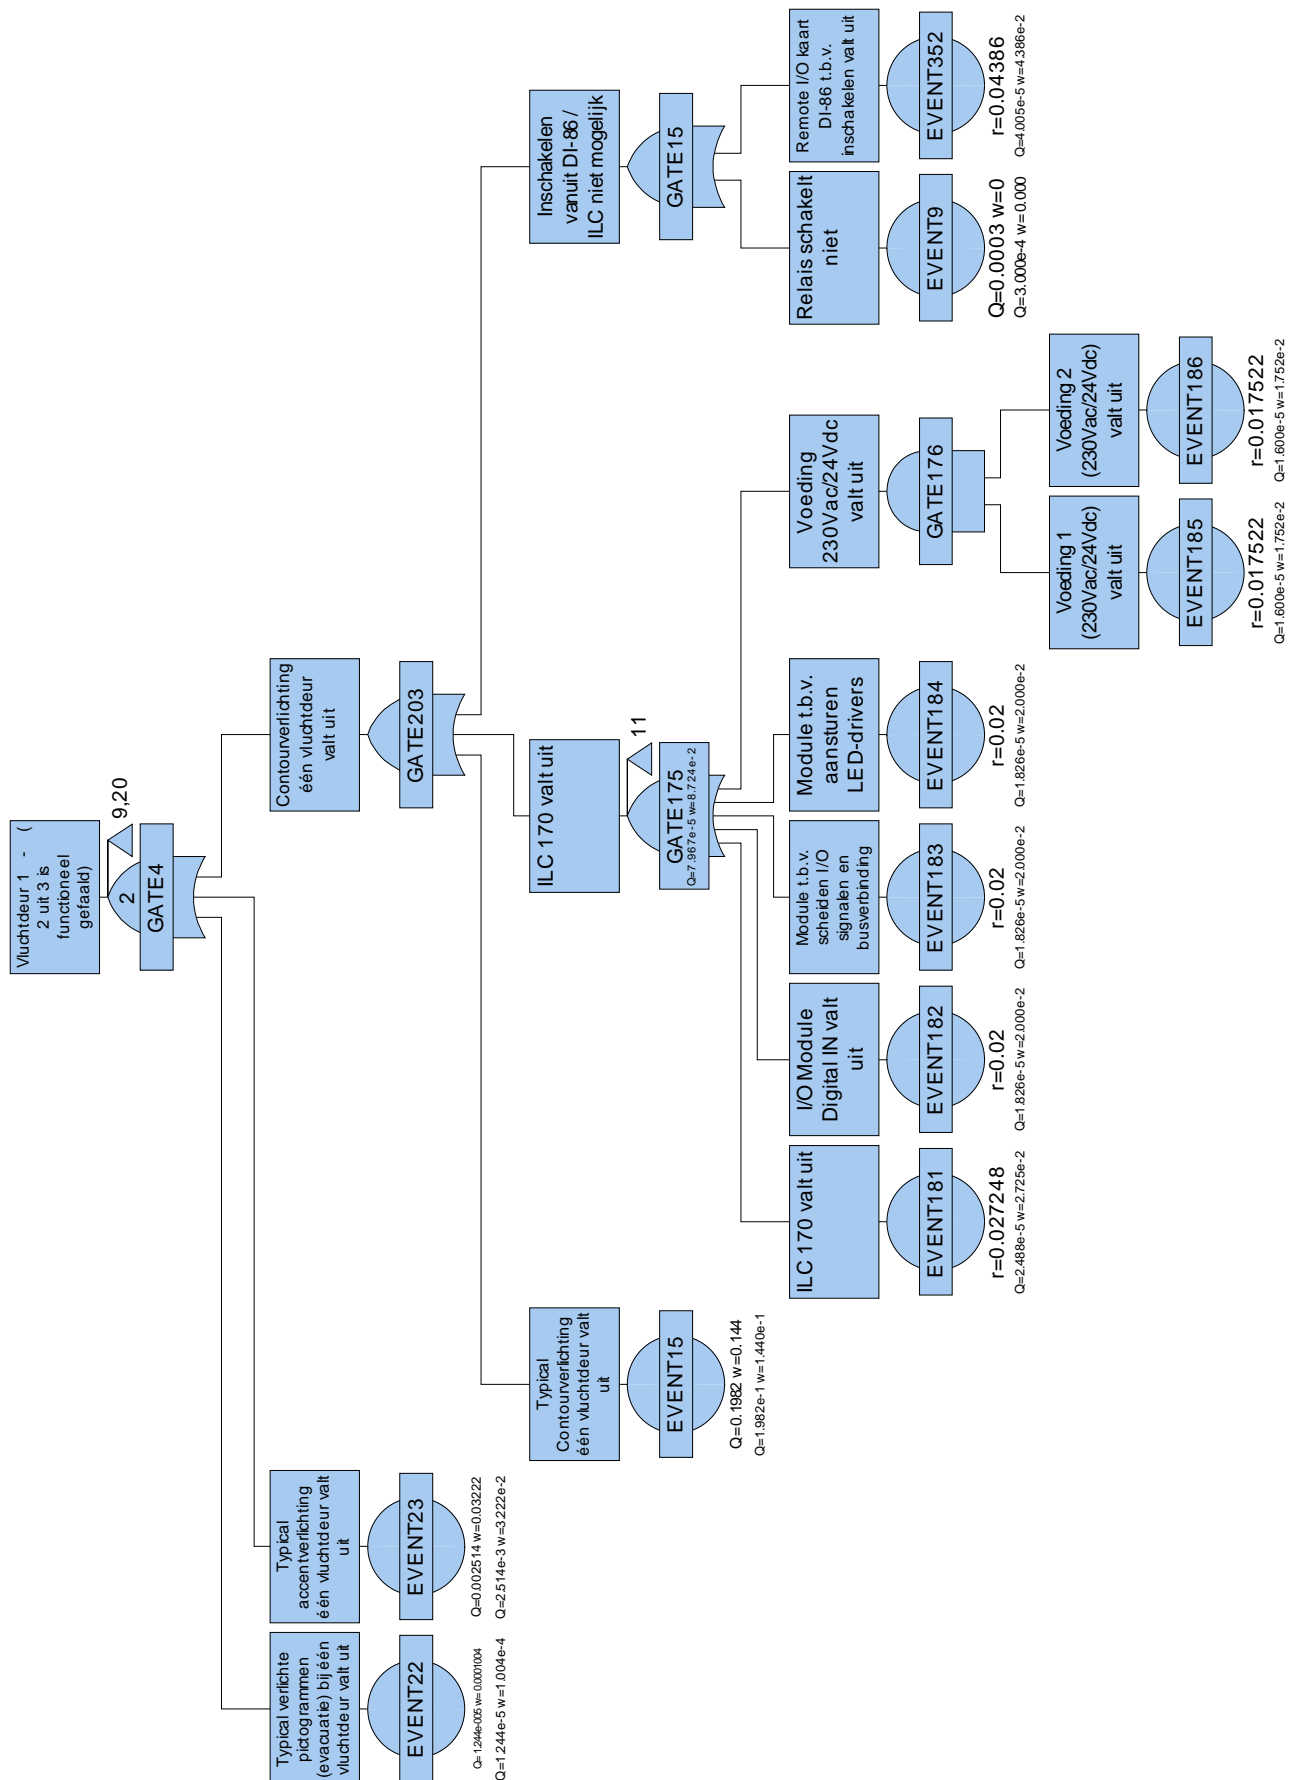 Vluchtdeur 1 - (
2 uit 3 is
functioneel
gefaald)
2
GATE4
9,20
Typical verlichte
pictogrammen
(evacuatie) bij één
vluchtdeur valt uit
EVENT22
Q=1.244e-005 w=0.0001004
Q=1.244e-5 w=1.004e-4
Typical
accentverlichting
één vluchtdeur valt
uit
EVENT23
Q=0.002514 w=0.03222
Q=2.514e-3 w=3.222e-2
Contourverlichting
één vluchtdeur
valt uit
GATE203
Typical
Contourverlichting
één vluchtdeur valt
uit
EVENT15
Q=0.1982 w=0.144
Q=1.982e-1 w=1.440e-1
ILC 170 valt uit
11
GATE175
Q=7.967e-5 w=8.724e-2
Inschakelen
vanuit DI-86 /
ILC niet mogelijk
GATE15
ILC 170 valt uit
EVENT181
r=0.027248
Q=2.488e-5 w=2.725e-2
I/O Module
Digital IN valt
uit
EVENT182
r=0.02
Q=1.826e-5 w=2.000e-2
Module t.b.v.
scheiden I/O
signalen en
busverbinding
EVENT183
r=0.02
Q=1.826e-5 w=2.000e-2
Module t.b.v.
aansturen
LED-drivers
EVENT184
r=0.02
Q=1.826e-5 w=2.000e-2
Voeding
230Vac/24Vdc
valt uit
GATE176
Relais schakelt
niet
EVENT9
Q=0.0003 w=0
Q=3.000e-4 w=0.000
Remote I/O kaart
DI-86 t.b.v.
inschakelen valt uit
EVENT352
r=0.04386
Q=4.005e-5 w=4.386e-2
Voeding 1
(230Vac/24Vdc)
valt uit
EVENT185
r=0.017522
Q=1.600e-5 w=1.752e-2
Voeding 2
(230Vac/24Vdc)
valt uit
EVENT186
r=0.017522
Q=1.600e-5 w=1.752e-2